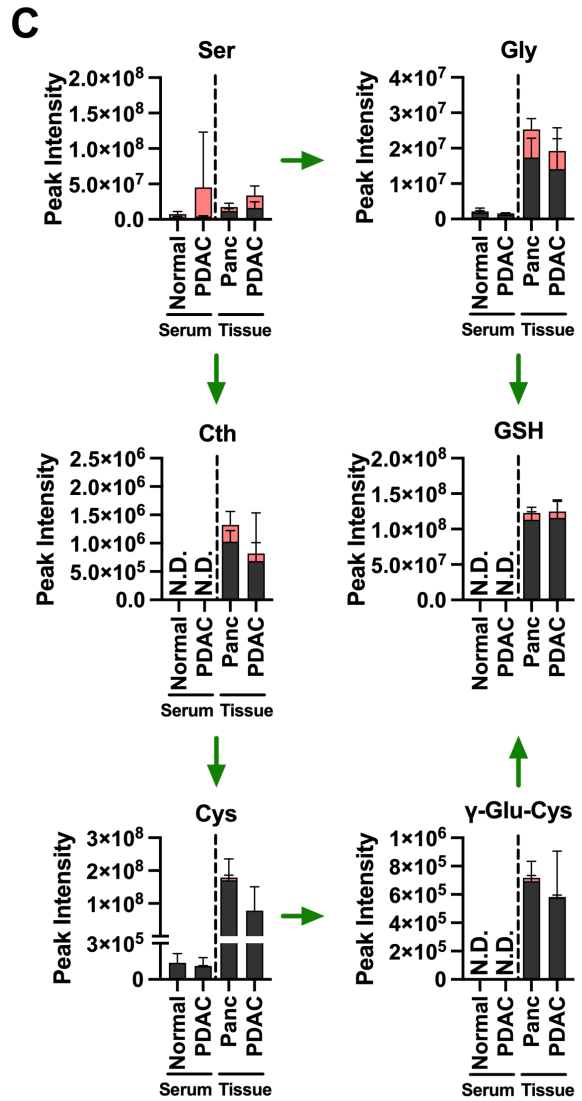 C
Ser
Peak Intensity
2.0×10⁸
1.5×10⁸
1.0×10⁸
5.0×10⁷
0.0
Normal
PDAC
Panc
PDAC
Serum Tissue
Gly
Peak Intensity
4×10⁷
3×10⁷
2×10⁷
1×10⁷
0.0
Normal
PDAC
Panc
PDAC
Serum Tissue
Cth
Peak Intensity
2.5×10⁶
2.0×10⁶
1.5×10⁶
1.0×10⁶
5.0×10⁵
0.0
N.D.
N.D.
Normal
PDAC
Panc
PDAC
Serum Tissue
GSH
Peak Intensity
2.0×10⁸
1.5×10⁸
1.0×10⁸
5.0×10⁷
0.0
N.D.
N.D.
Normal
PDAC
Panc
PDAC
Cys
Peak Intensity
3×10⁸
2×10⁸
1×10⁸
3×10⁵
0
Normal
PDAC
Panc
PDAC
Serum Tissue
γ-Glu-Cys
Peak Intensity
1×10⁶
8×10⁵
6×10⁵
4×10⁵
2×10⁵
0
N.D.
N.D.
Normal
PDAC
Panc
PDAC
Serum Tissue